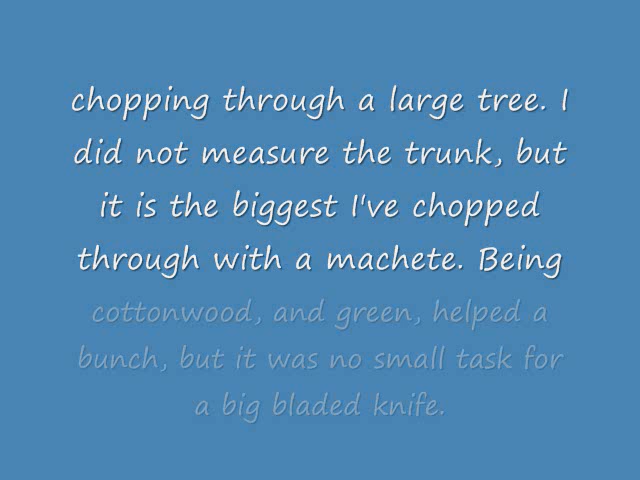 chopping through a large tree. I
did not measure the trunk, but
it is the biggest I've chopped
through with a machete. Being
cottonwood, and green, helped a
bunch, but it was no small task for
a big bladed knife.